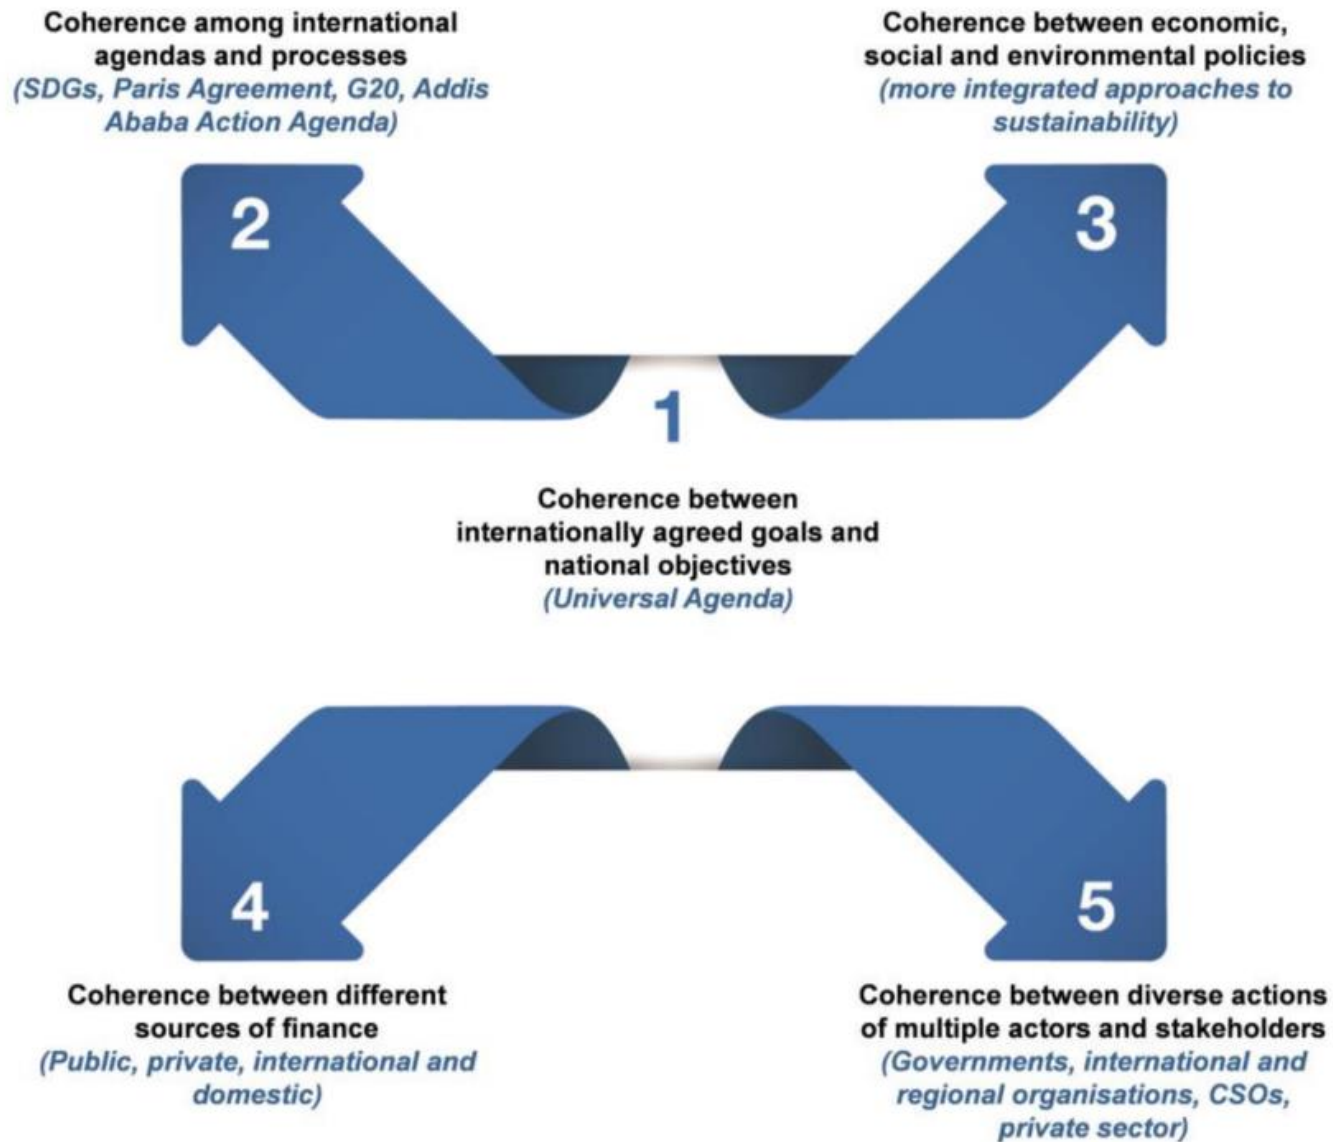 Coherence among international
agendas and processes
(SDGs, Paris Agreement, G20, Addis
Ababa Action Agenda)
Coherence between economic,
social and environmental policies
(more integrated approaches to
sustainability)
2
3
1
Coherence between
internationally agreed goals and
national objectives
(Universal Agenda)
4
5
Coherence between different
sources of finance
(Public, private, international and
domestic)
Coherence between diverse actions
of multiple actors and stakeholders
(Governments, international and
regional organisations, CSOs,
private sector)